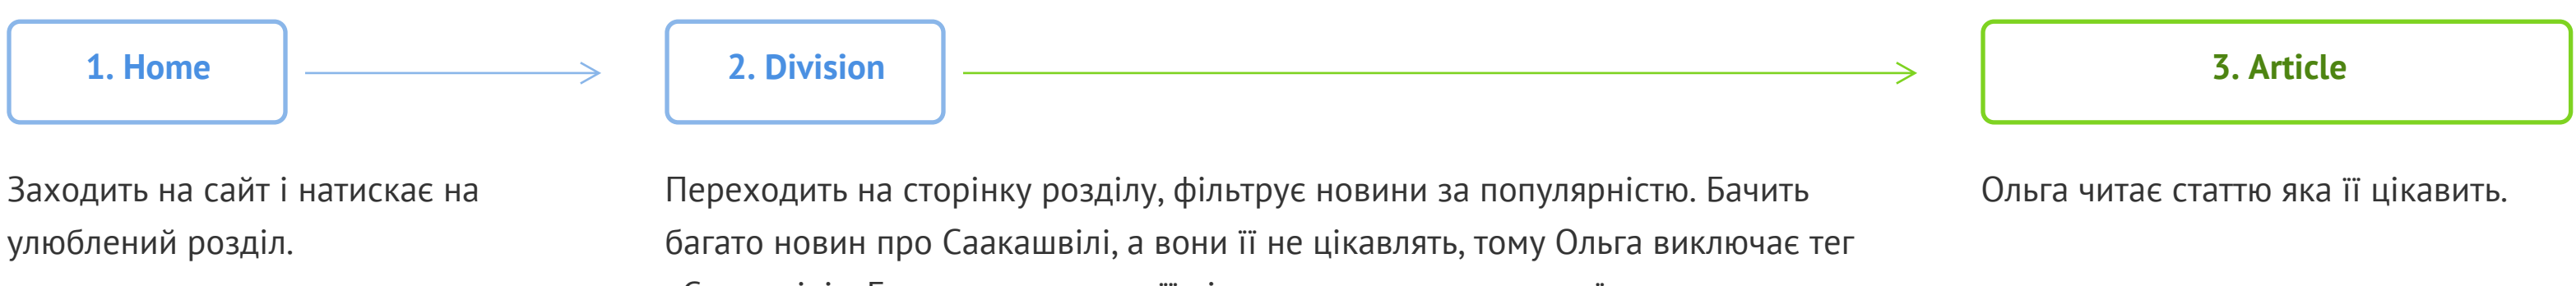 1. Home
2. Division
3. Article
Заходить на сайт і натискає на
улюблений розділ.
Переходить на сторінку розділу, фільтрує новини за популярністю. Бачить
багато новин про Саакашвілі, а вони її не цікавлять, тому Ольга виключає тег
Ольга читає статтю яка її цікавить.